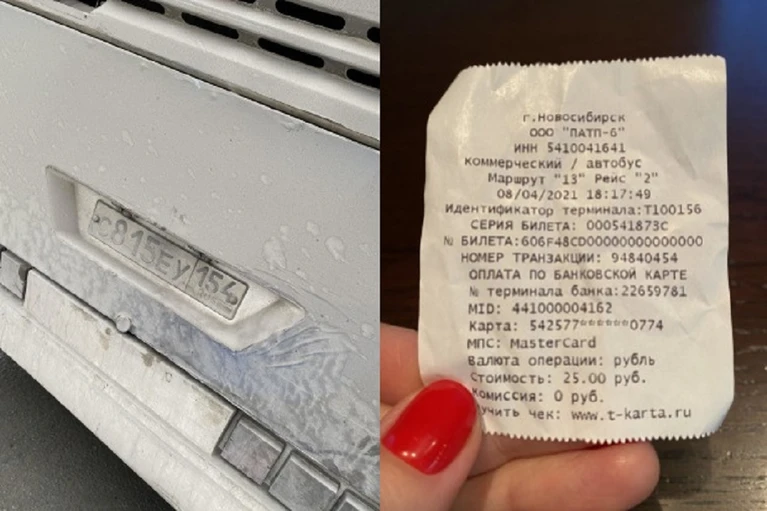 С815ЕУ 154
г.Новосибирск
ООО "ПАТП-6"
ИНН 5410041641
Коммерческий / автобус
Маршрут "13" Рейс "2"
08/04/2021 18:17:49
Идентификатор терминала:Т100156
СЕРИЯ БИЛЕТА: 000541873С
№ БИЛЕТА:606F48CD00000000000000
НОМЕР ТРАНЗАКЦИИ: 94840454
ОПЛАТА ПО БАНКОВСКОЙ КАРТЕ
№ терминала банка:22659781
MID: 441000004162
Карта: 542577******0774
МПС: MasterCard
Валюта операции: рубль
Стоимость: 25.00 руб.
Комиссия: 0 руб.
чек: www.t-karta.ru